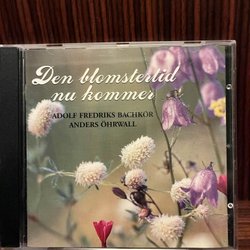 Den blomstertid
nu kommer
ADOLF FREDRIKS BACHKÖR
ANDERS ÖHRWALL